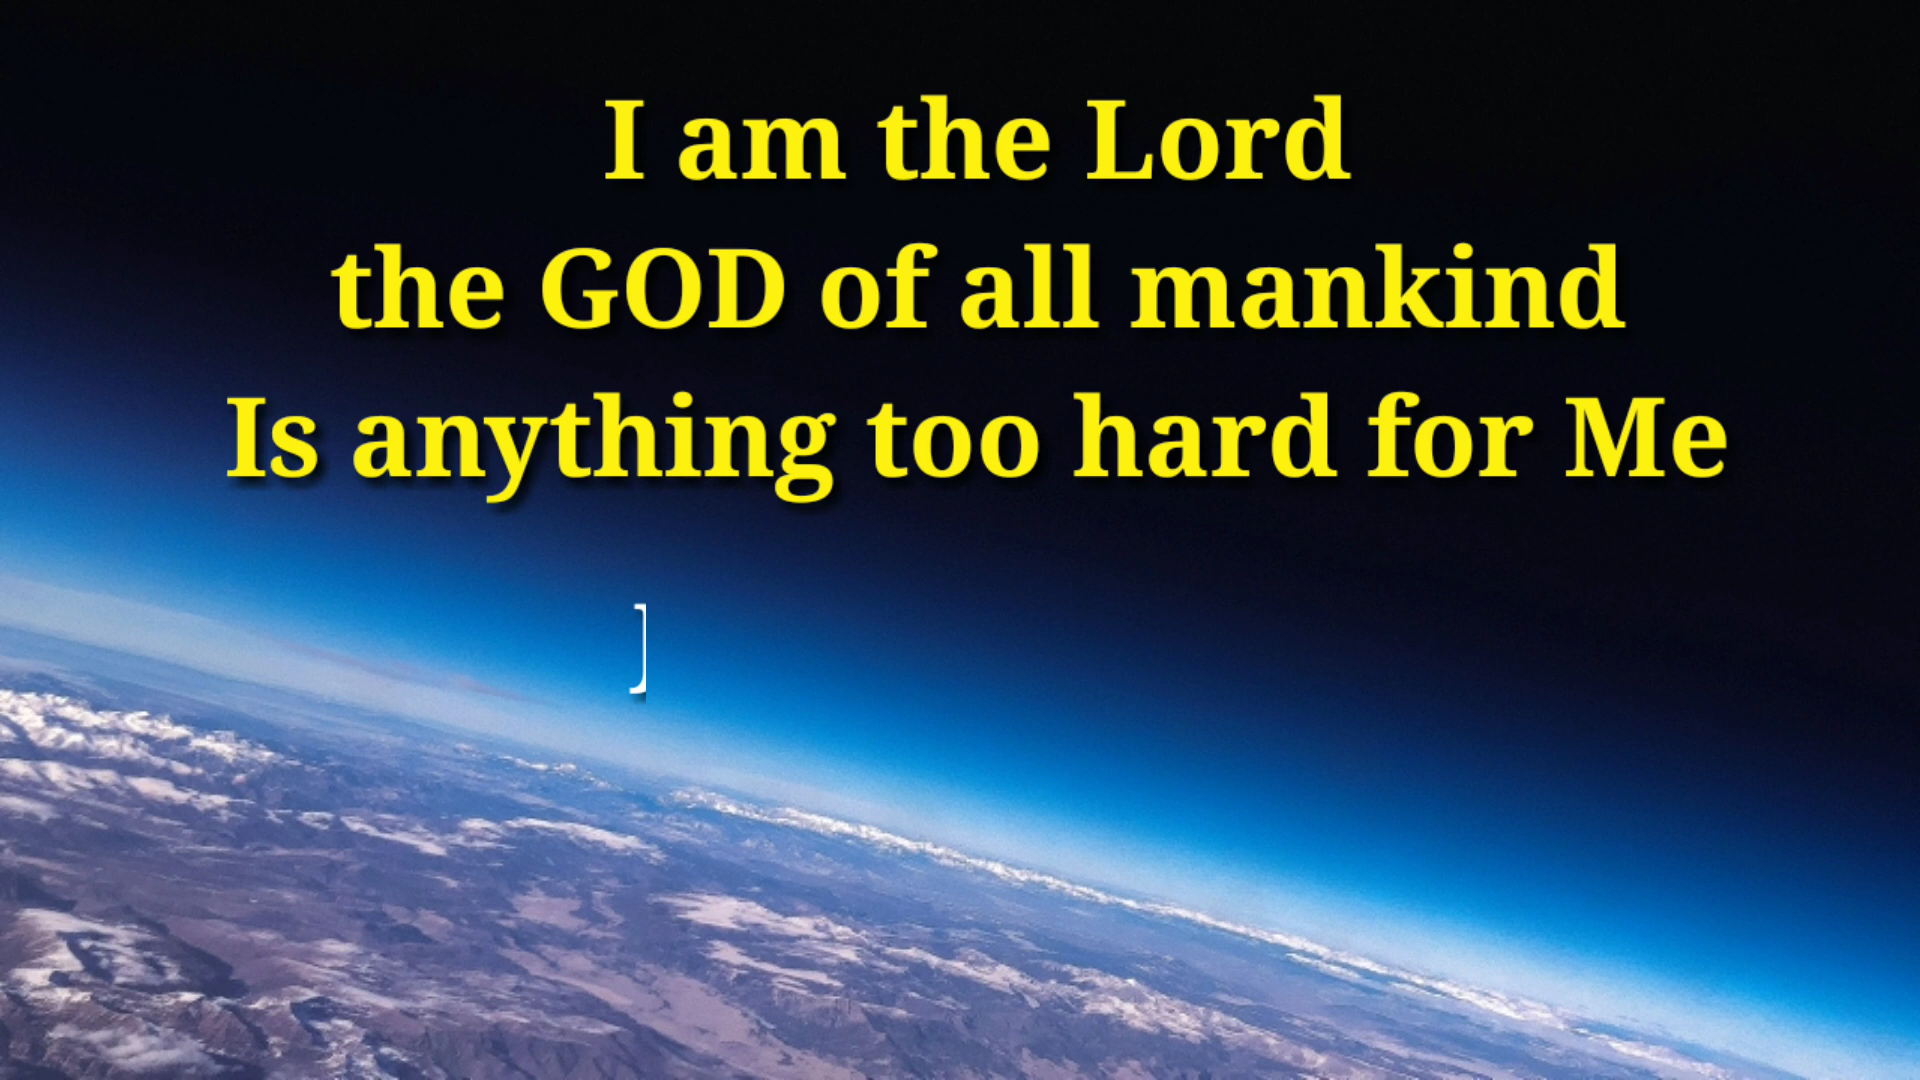 I am the Lord
the GOD of all mankind
Is anything too hard for Me